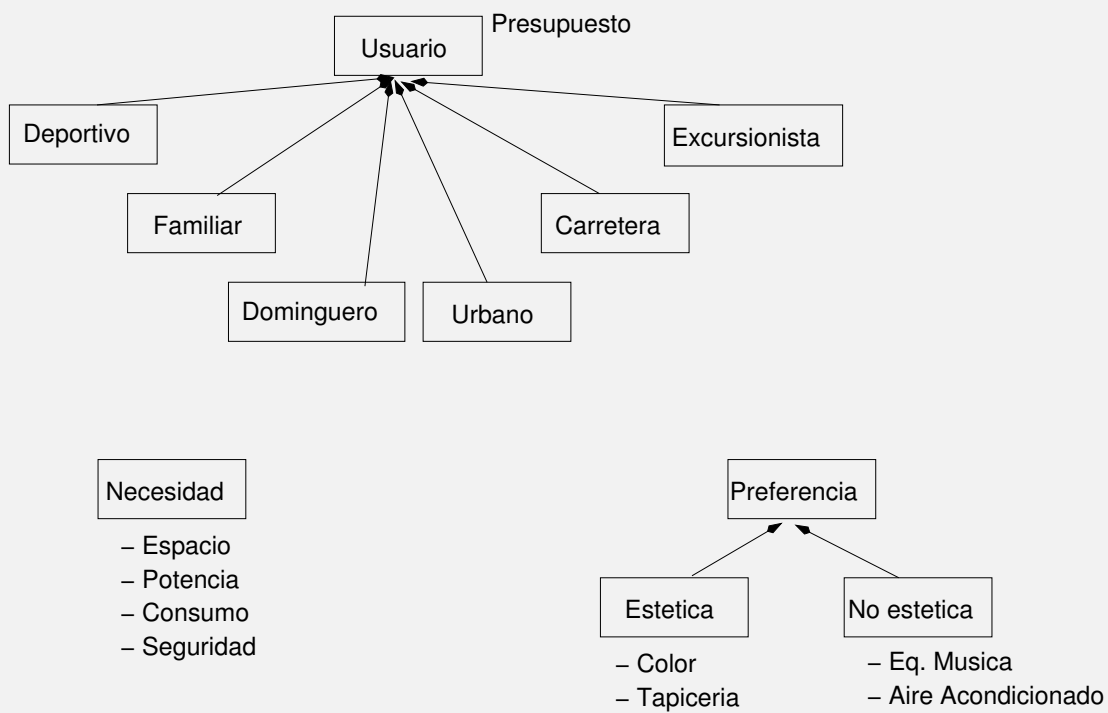 Presupuesto
Usuario
Deportivo
Excursionista
Familiar
Carretera
Dominguero
Urbano
Necesidad
– Espacio
– Potencia
– Consumo
– Seguridad
Preferencia
Estetica
No estetica
– Color
– Tapiceria
– Eq. Musica
– Aire Acondicionado